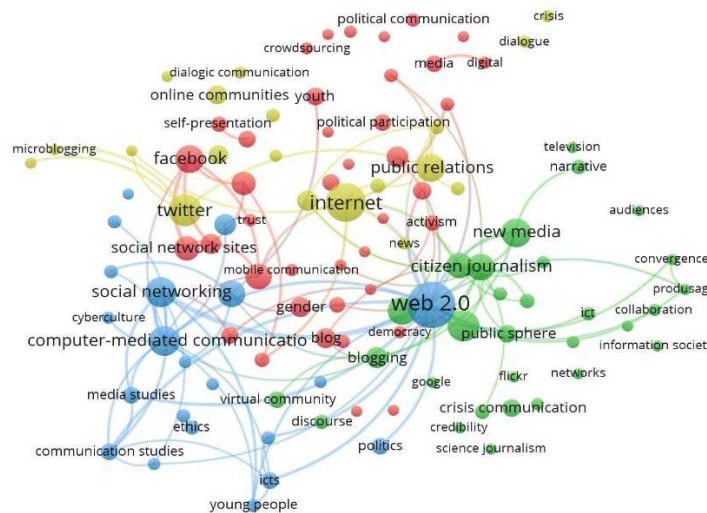 crisis
political communication
dialogue
crowdsourcing
media
digital
dialogic communication
online communities
youth
self-presentation
political participation
television
microblogging
facebook
public relations
narrative
twitter
internet
audiences
trust
activism
new media
social network sites
news
citizen journalism
convergence
mobile communication
social networking
web 2.0
produsag
cyberculture
gender
ict
collaboration
computer-mediated communicatio
blog
democracy
public sphere
information societ
blogging
google
flickr
networks
media studies
virtual community
crisis communication
ethics
discourse
credibility
communication studies
politics
science journalism
icts
young people